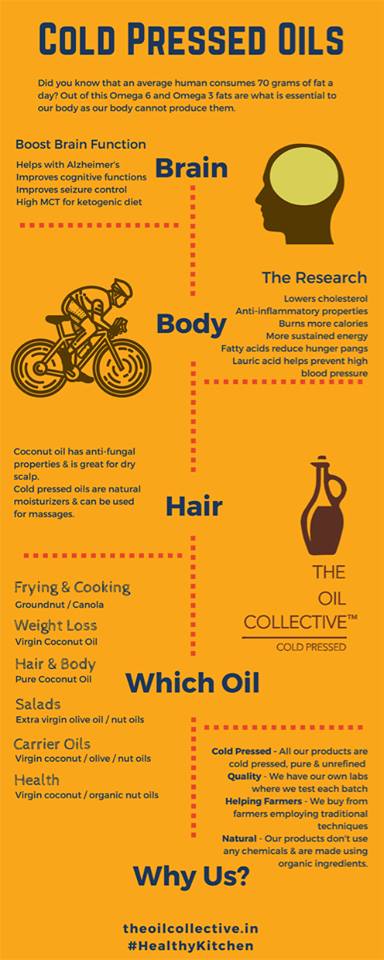 COLD PRESSED OILS
Did you know that an average human consumes 70 grams of fat a
day? Out of this Omega 6 and Omega 3 fats are what is essential to
our body as our body cannot produce them.
Boost Brain Function
Helps with Alzheimer's
Improves cognitive functions
Improves seizure control
High MCT for ketogenic diet
Brain
The Research
Lowers cholesterol
Anti-inflammatory properties
Burns more calories
More sustained energy
Fatty acids reduce hunger pangs
Lauric acid helps prevent high
blood pressure
Body
Coconut oil has anti-fungal
properties & is great for dry
scalp.
Cold pressed oils are natural
moisturizers & can be used
for massages.
Hair
THE
OIL
COLLECTIVE™
COLD PRESSED
Frying & Cooking
Groundnut / Canola
Weight Loss
Virgin Coconut Oil
Hair & Body
Pure Coconut Oil
Salads
Extra virgin olive oil / nut oils
Carrier Oils
Virgin coconut / olive / nut oils
Health
Virgin coconut / organic nut oils
Which Oil
Cold Pressed - All our products are
cold pressed, pure & unrefined
Quality - We have our own labs
where we test each batch
Helping Farmers - We buy from
farmers employing traditional
techniques
Natural - Our products don't use
any chemicals & are made using
organic ingredients.
Why Us?
theoilcollective.in
#HealthyKitchen